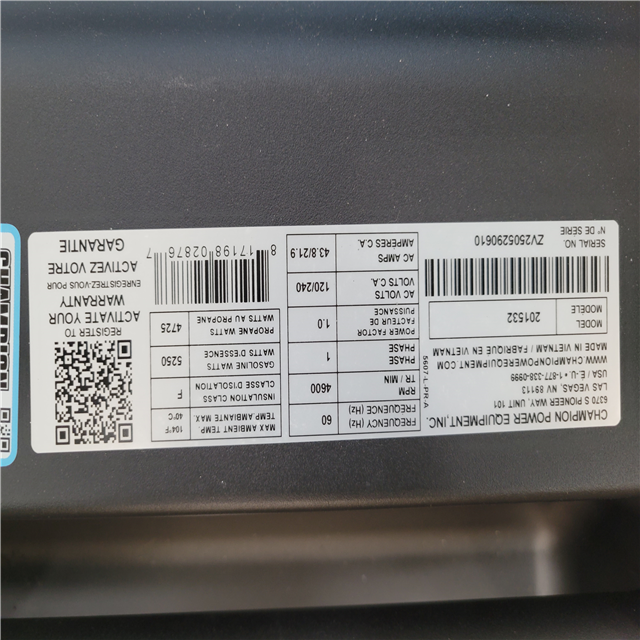 CHAMPION POWER EQUIPMENT, INC.
6370 S PIONEER WAY, UNIT 101
LAS VEGAS, NV 89113
USA / É.-U. • 1-877-338-0999
WWW.CHAMPIONPOWEREQUIPMENT.COM
MADE IN VIETNAM / FABRIQUÉ EN VIETNAM
MODEL
MODÈLE
201532
SERIAL NO.
N° DE SÉRIE
ZV2505290610
5607-L-PR-A
FREQUENCY (Hz)
FRÉQUENCE (Hz)
60
RPM
TR / MIN
4600
PHASE
PHASE
1
POWER FACTOR
FACTEUR DE
PUISSANCE
1.0
AC VOLTS
VOLTS C.A.
120/240
AC AMPS
AMPÈRES C.A.
43.8/21.9
MAX AMBIENT TEMP.
TEMP. AMBIANTE MAX
104°F
40°C
INSULATION CLASS
CLASSE D'ISOLATION
F
GASOLINE WATTS
WATTS D'ESSENCE
5250
PROPANE WATTS
WATTS AU PROPANE
4725
8 17198 02876 7
REGISTER TO
ACTIVATE YOUR
WARRANTY
ENREGISTREZ-VOUS POUR
ACTIVEZ VOTRE
GARANTIE
CHAMPION